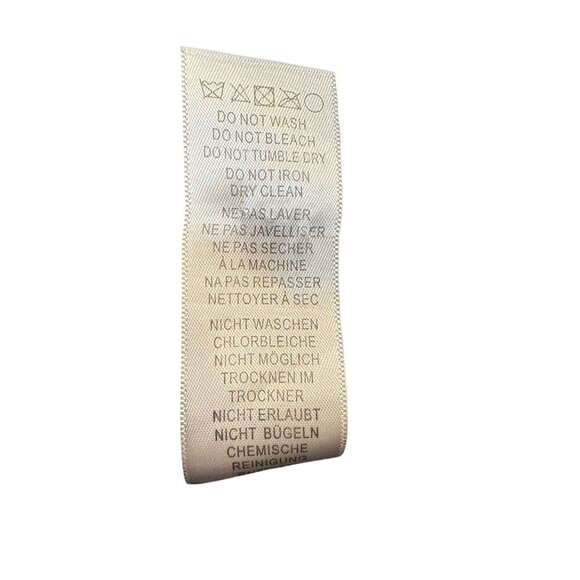 DO NOT WASH
DO NOT BLEACH
DO NOT TUMBLE DRY
DO NOT IRON
DRY CLEAN
NE PAS LAVER
NE PAS JAVELLISER
NE PAS SECHER
À LA MACHINE
NA PAS REPASSER
NETTOYER À SEC
NICHT WASCHEN
CHLORBLEICHE
NICHT MÖGLICH
TROCKNEN IM
TROCKNER
NICHT ERLAUBT
NICHT BÜGELN
CHEMISCHE
REINIGUNG